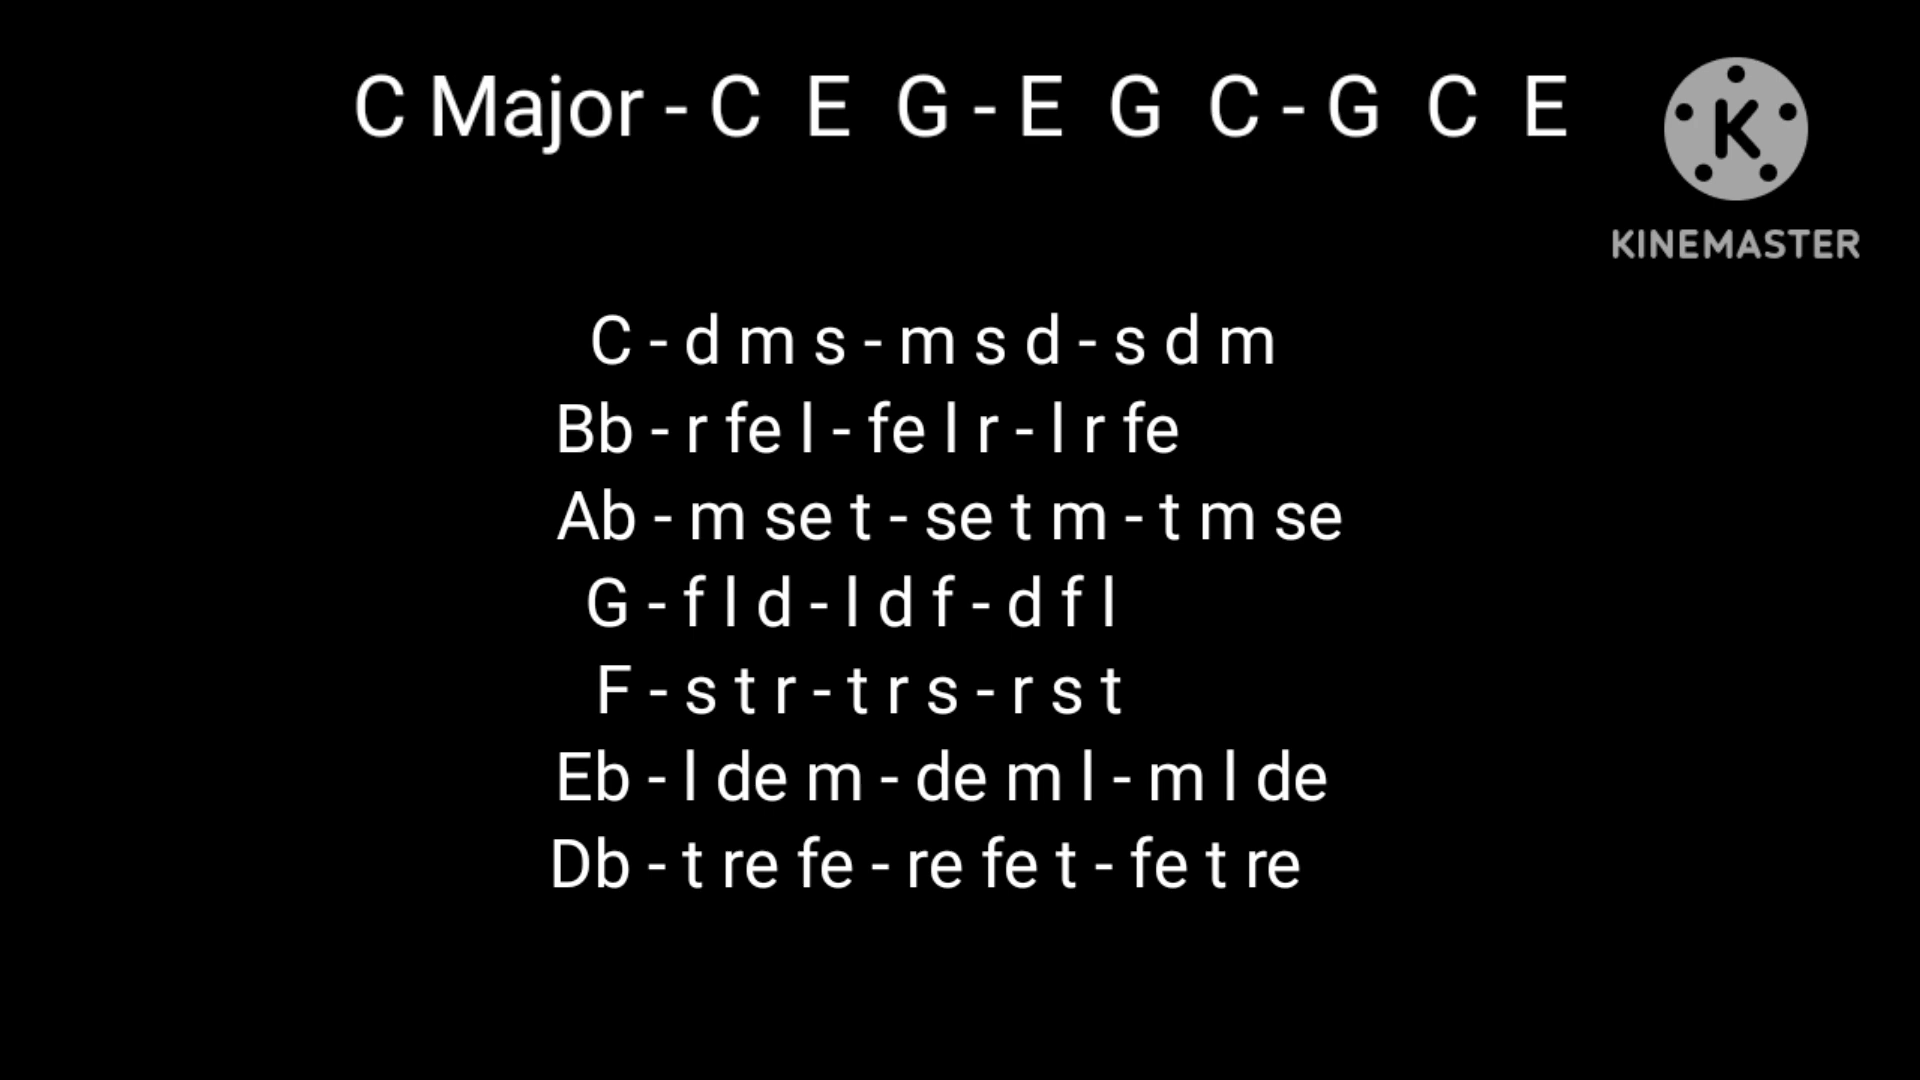 C Major - C E G - E G C - G C E
K
KINEMASTER
C - d m s - m s d - s d m
Bb - r fe l - fe l r - l r fe
Ab - m se t - se t m - t m se
G - f l d - l d f - d f l
F - s t r - t r s - r s t
Eb - l de m - de m l - m l de
Db - t re fe - re fe t - fe t re